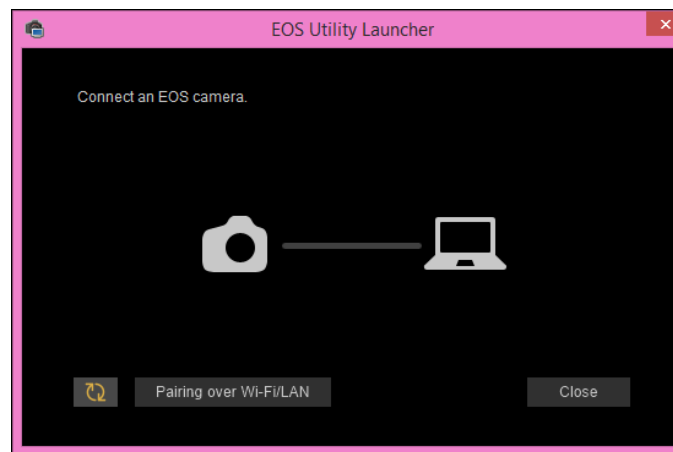 EOS Utility Launcher
Connect an EOS camera.
Pairing over Wi-Fi/LAN
Close